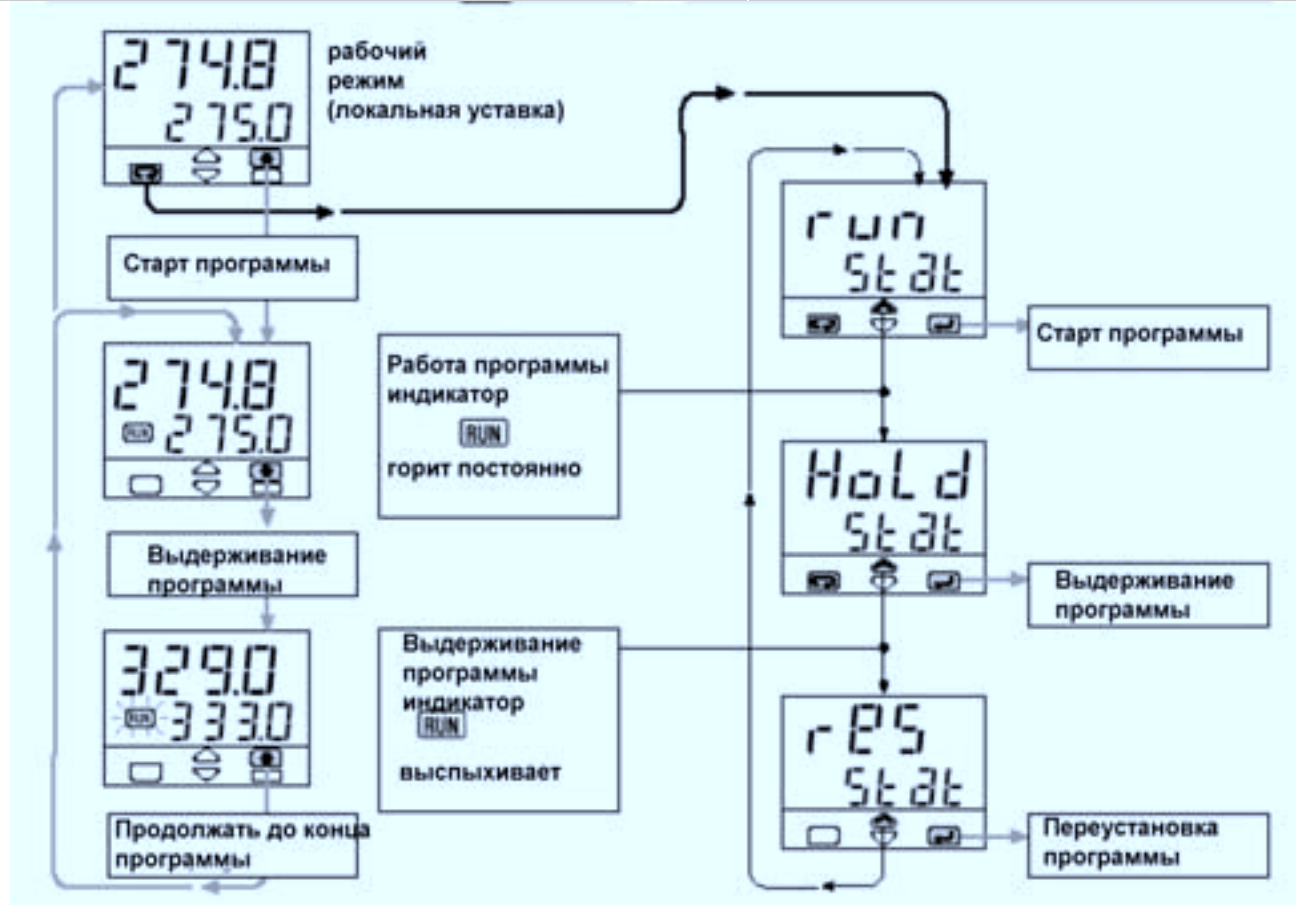 274.8
275.0
рабочий
режим
(локальная уставка)
Старт программы
274.8
RUN 275.0
Выдерживание
программы
329.0
RUN 333.0
Продолжать до конца
программы
Работа программы
индикатор
RUN
горит постоянно
Выдерживание
программы
индикатор
RUN
выспыхивает
run
Stat
Старт программы
HoLd
Stat
Выдерживание
программы
rES
Stat
Переустановка
программы